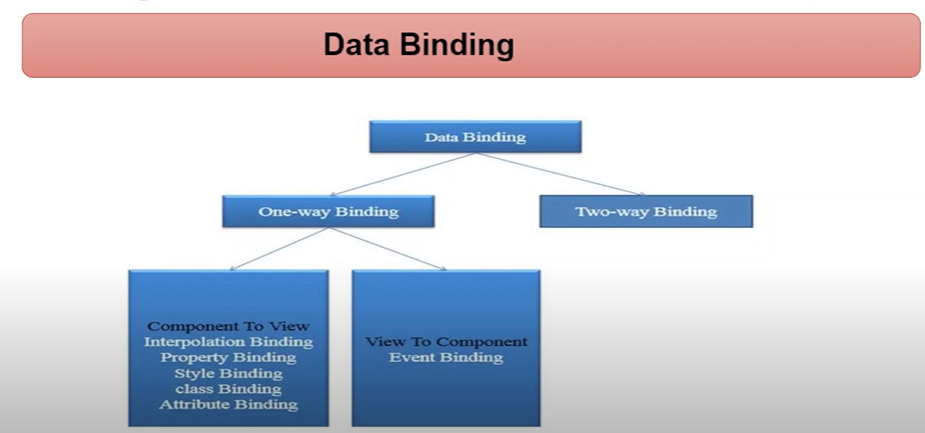 Data Binding
Data Binding
One-way Binding
Two-way Binding
Component To View
Interpolation Binding
Property Binding
Style Binding
class Binding
Attribute Binding
View To Component
Event Binding